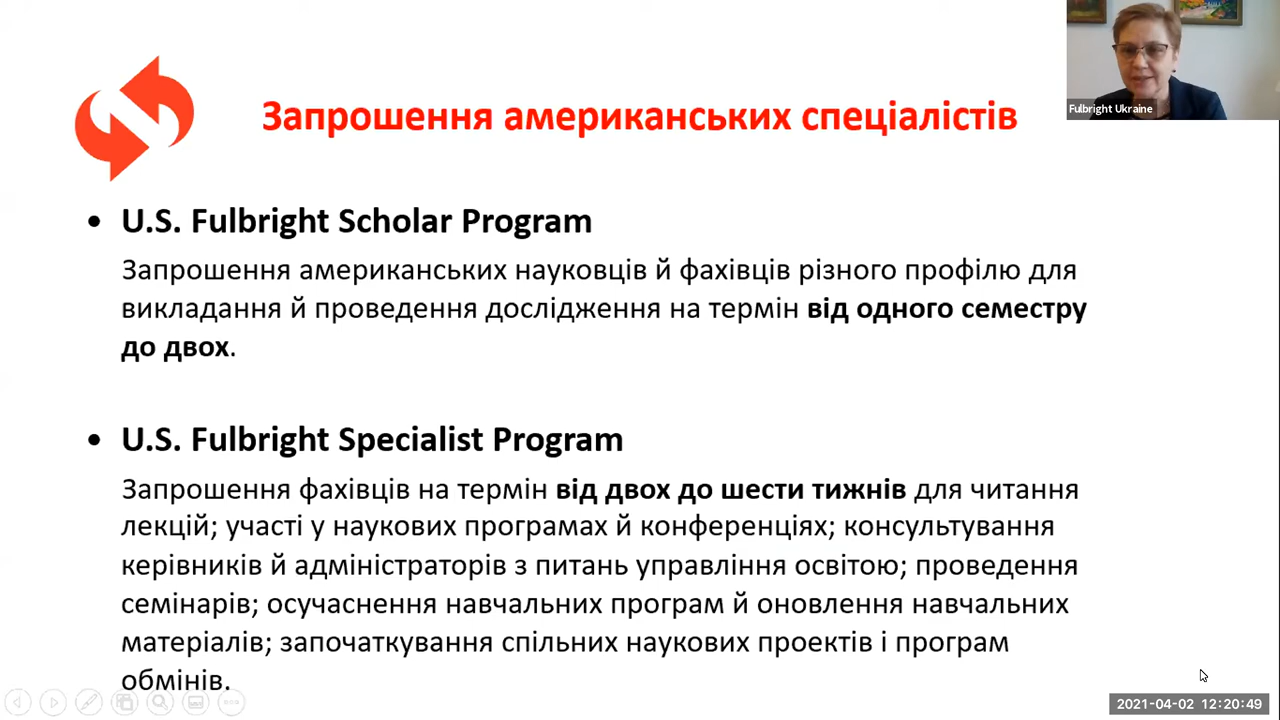 Fulbright Ukraine
Запрошення американських спеціалістів
• U.S. Fulbright Scholar Program
Запрошення американських науковців й фахівців різного профілю для
викладання й проведення дослідження на термін від одного семестру
до двох.
• U.S. Fulbright Specialist Program
Запрошення фахівців на термін від двох до шести тижнів для читання
лекцій; участі у наукових програмах й конференціях; консультування
керівників й адміністраторів з питань управління освітою; проведення
семінарів; осучаснення навчальних програм й оновлення навчальних
матеріалів; започаткування спільних наукових проектів і програм
обмінів.
2021-04-02 12:20:49